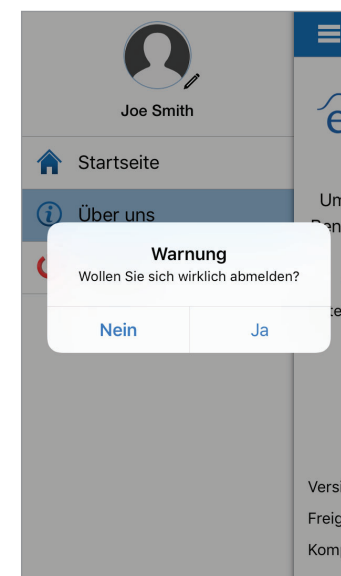 Joe Smith
Startseite
Über uns
Warnung
Wollen Sie sich wirklich abmelden?
Nein
Ja